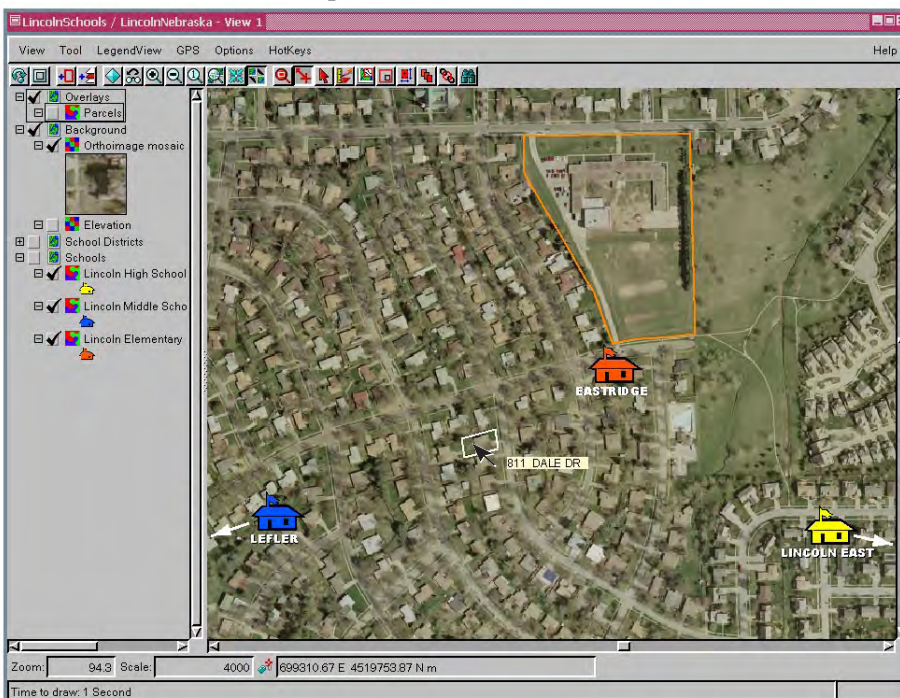 LincolnSchools / LincolnNebraska - View 1
View Tool LegendView GPS Options HotKeys Help
Overlays
Parcels
Background
Orthoimage mosaic
Elevation
School Districts
Schools
Lincoln High School
Lincoln Middle Scho
Lincoln Elementary
EASTRIDGE
811 DALE DR
LEFLER
LINCOLN EAST
Zoom: 94.3 Scale: 4000 699310.67 E 4519753.87 N m
Time to draw: 1 Second